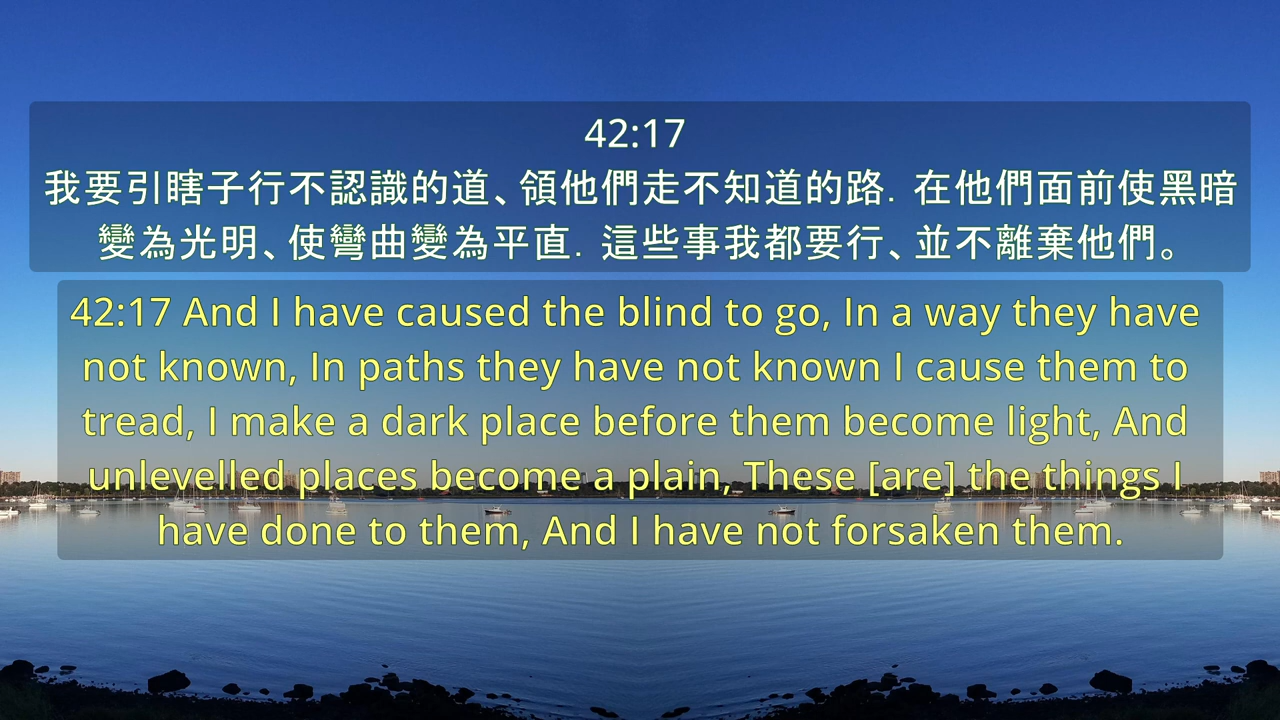 42:17
我要引瞎子行不認識的道、領他們走不知道的路．在他們面前使黑暗
變為光明、使彎曲變為平直．這些事我都要行、並不離棄他們。
42:17 And I have caused the blind to go, In a way they have
not known, In paths they have not known I cause them to
tread, I make a dark place before them become light, And
unlevelled places become a plain, These [are] the things I
have done to them, And I have not forsaken them.